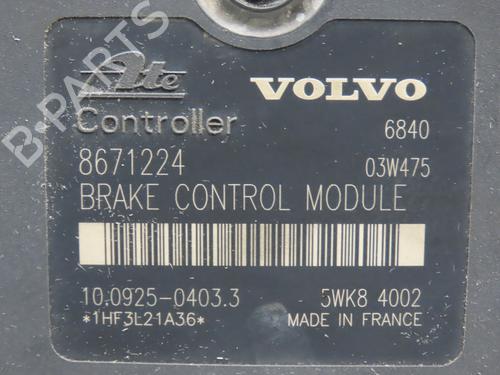 B-PARTS
Ate VOLVO
Controller 6840
8671224 03W475
BRAKE CONTROL MODULE
10.0925-0403.3 5WK8 4002
*1HF3L21A36* MADE IN FRANCE